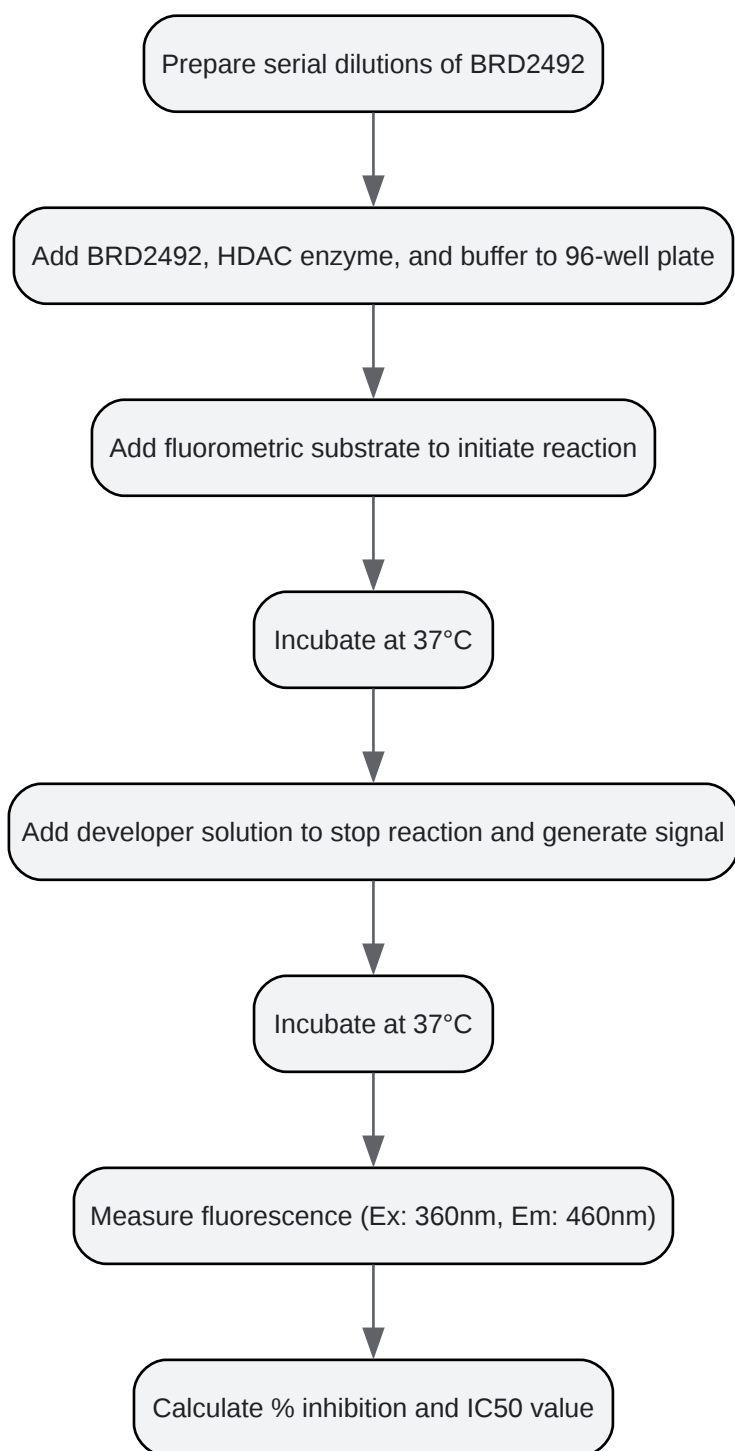 Prepare serial dilutions of BRD2492
Add BRD2492, HDAC enzyme, and buffer to 96-well plate
Add fluorometric substrate to initiate reaction
Incubate at 37°C
Add developer solution to stop reaction and generate signal
Incubate at 37°C
Measure fluorescence (Ex: 360nm, Em: 460nm)
Calculate % inhibition and IC50 value